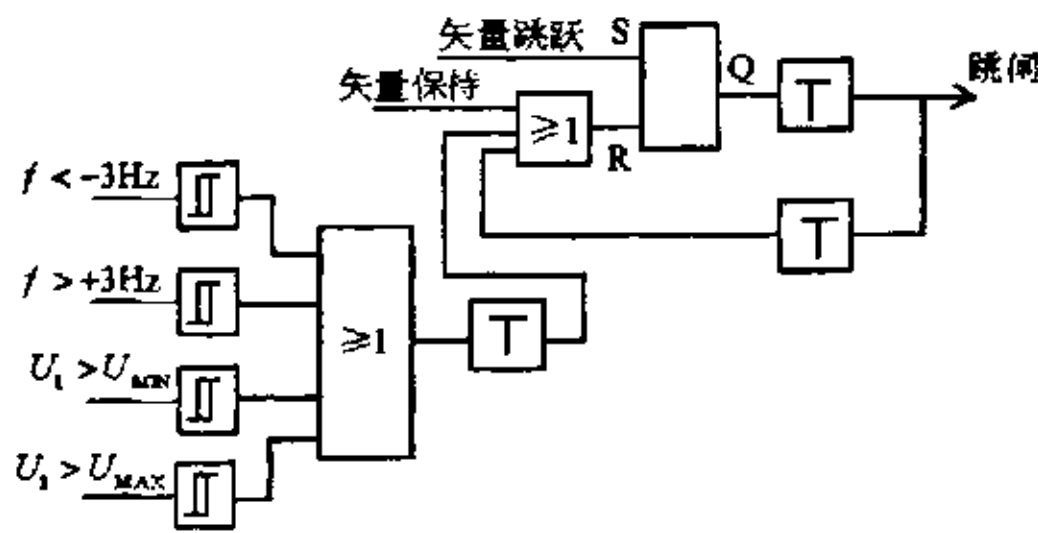 矢量跳跃 S
矢量保持
Q
T
跳闸
≥1
R
f < -3Hz
T
f > +3Hz
≥1
T
U₁ > U_MIN
U₁ > U_MAX